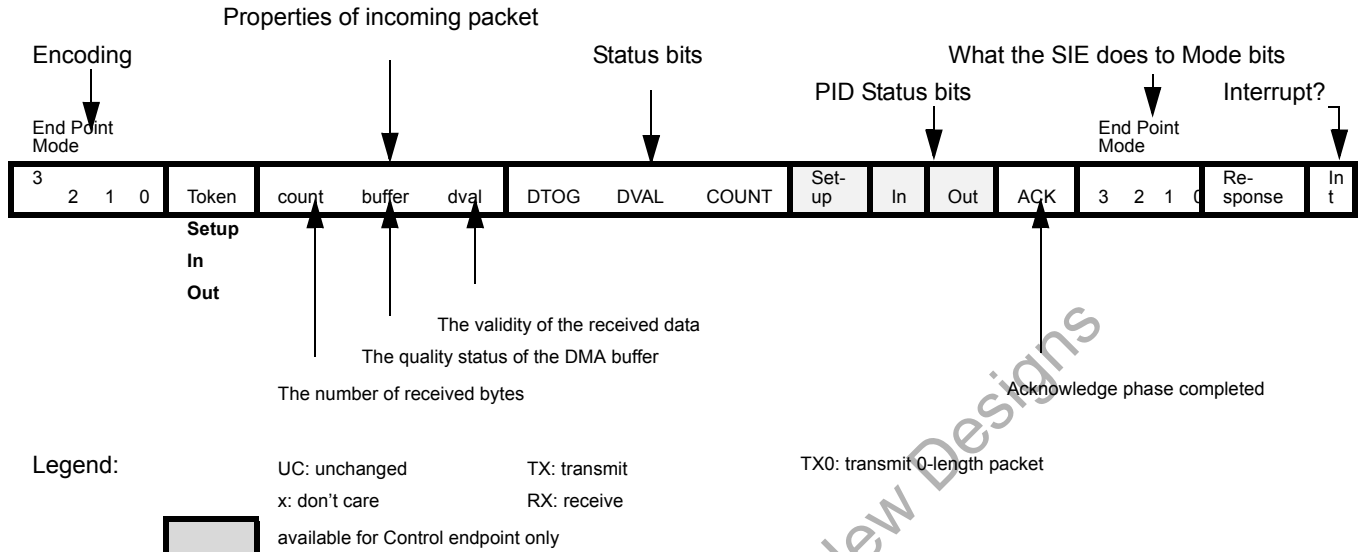 Properties of incoming packet
Encoding
Status bits
What the SIE does to Mode bits
PID Status bits
Interrupt?
End Point
Mode
End Point
Mode
3 2 1 0 Token count buffer dval DTOG DVAL COUNT Set-up In Out ACK 3 2 1 0 Re-sponse Int
Setup
In
Out
The validity of the received data
The quality status of the DMA buffer
The number of received bytes
Acknowledge phase completed
Legend:
UC: unchanged TX: transmit TX0: transmit 0-length packet
x: don't care RX: receive
available for Control endpoint only
New Designs